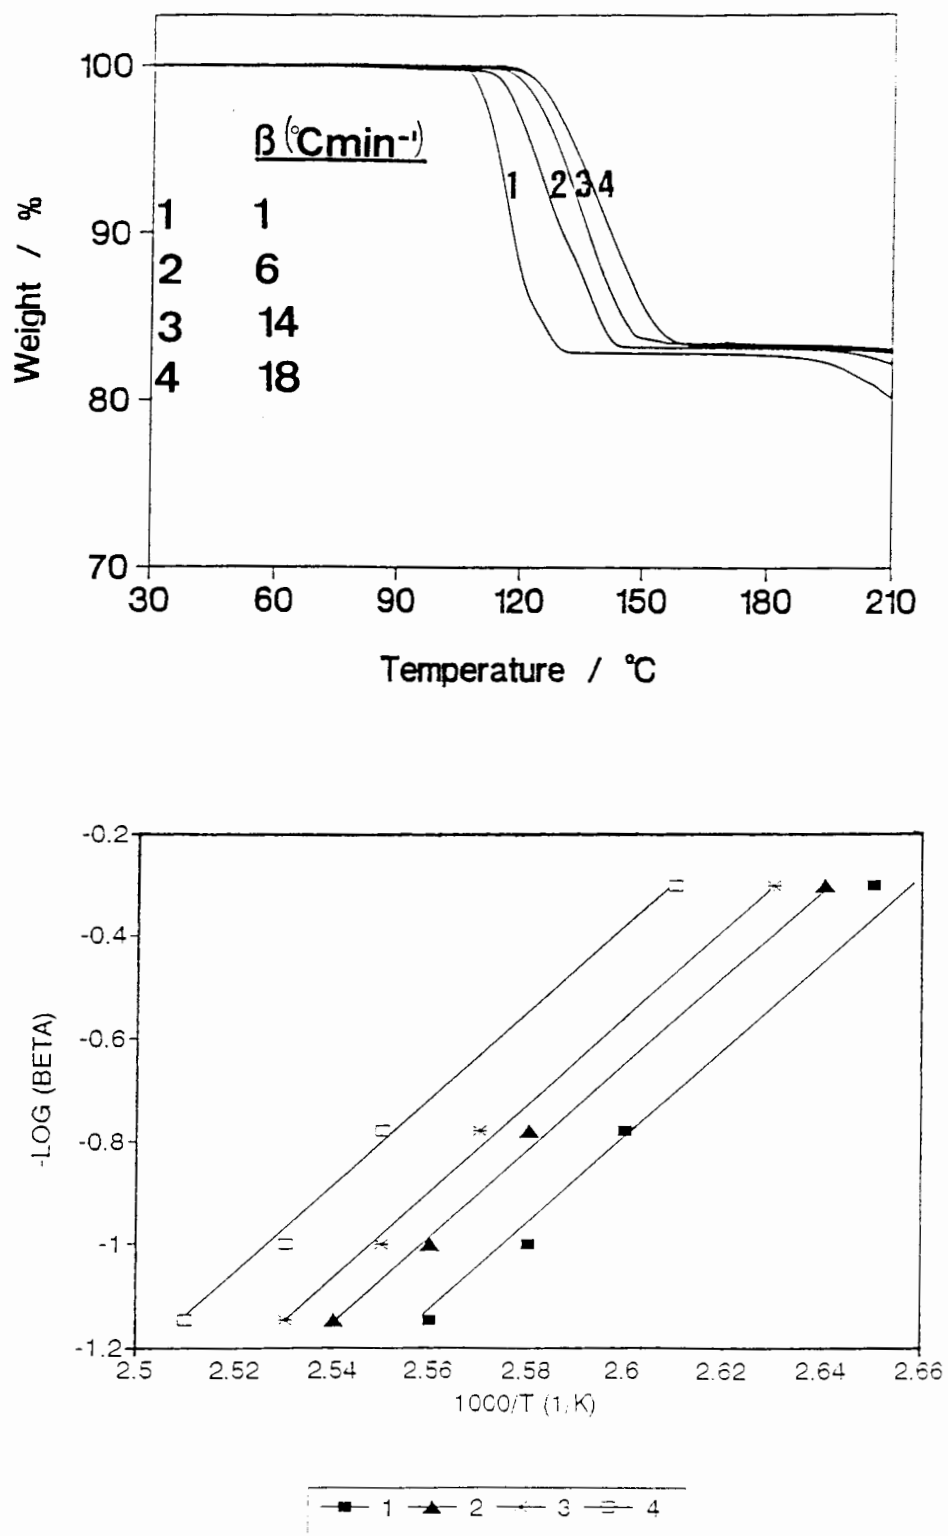 100
β (°Cmin⁻¹)
1 2 3 4
1 1
90
2 6
3 14
4 18
80
70
30 60 90 120 150 180 210
Weight / %
Temperature / °C
-0.2
-0.4
-0.6
-0.8
-1
-1.2
-LOG (BETA)
2.5 2.52 2.54 2.56 2.58 2.6 2.62 2.64 2.66
1000/T (1/K)
1 2 3 4